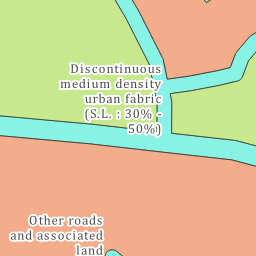 Discontinuous
medium density
urban fabric
(S.L. : 30% -
50%)
Other roads
and associated
land